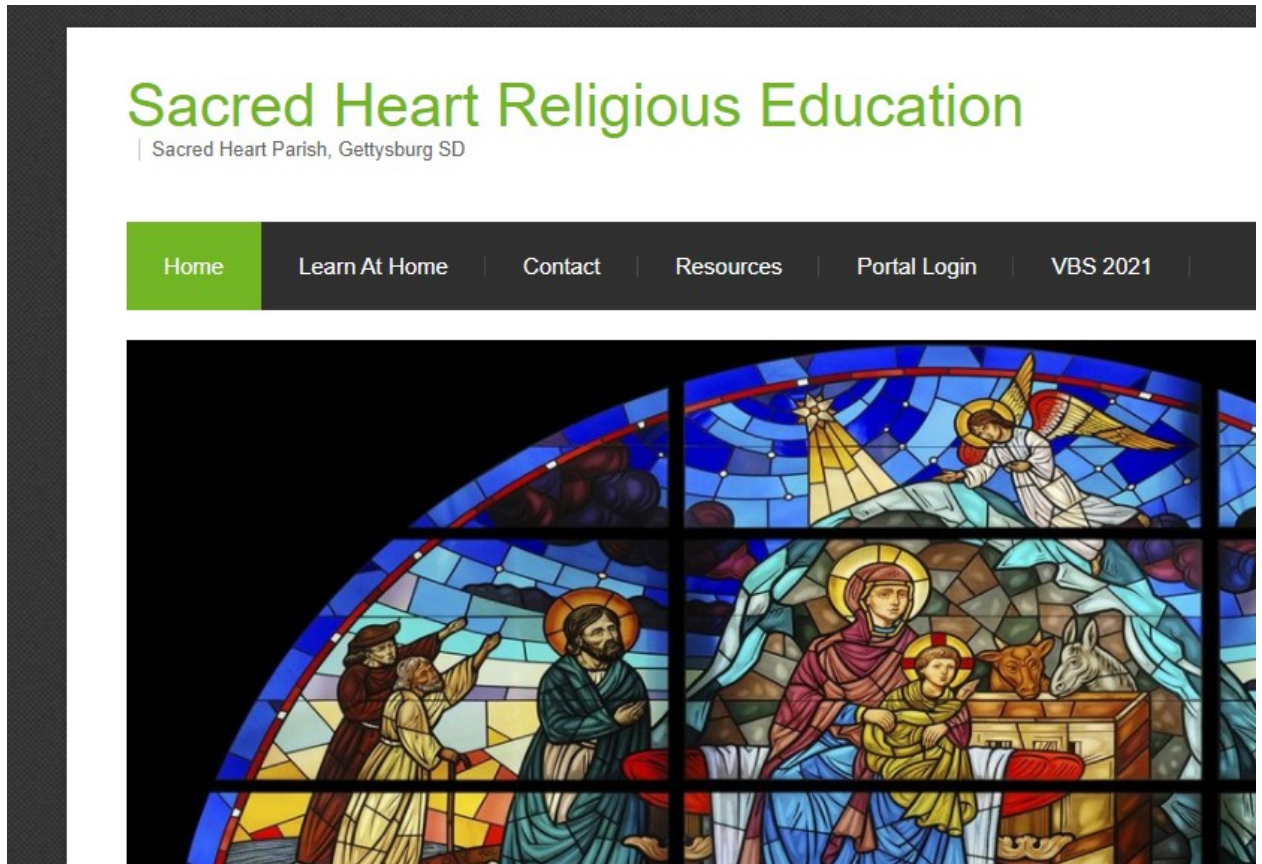 Sacred Heart Religious Education
Sacred Heart Parish, Gettysburg SD
Home Learn At Home Contact Resources Portal Login VBS 2021